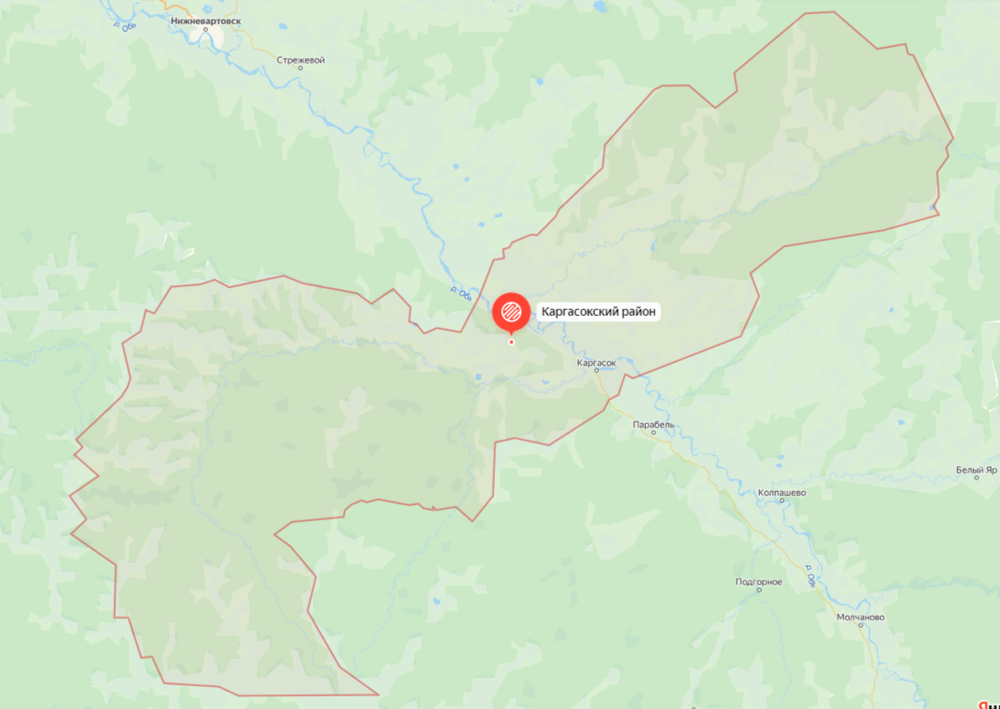 Нижневартовск
р. Обь
Стрежевой
р. Обь
Каргасокский район
Каргасок
Парабель
Белый Яр
Колпашево
р. Обь
Подгорное
Молчаново